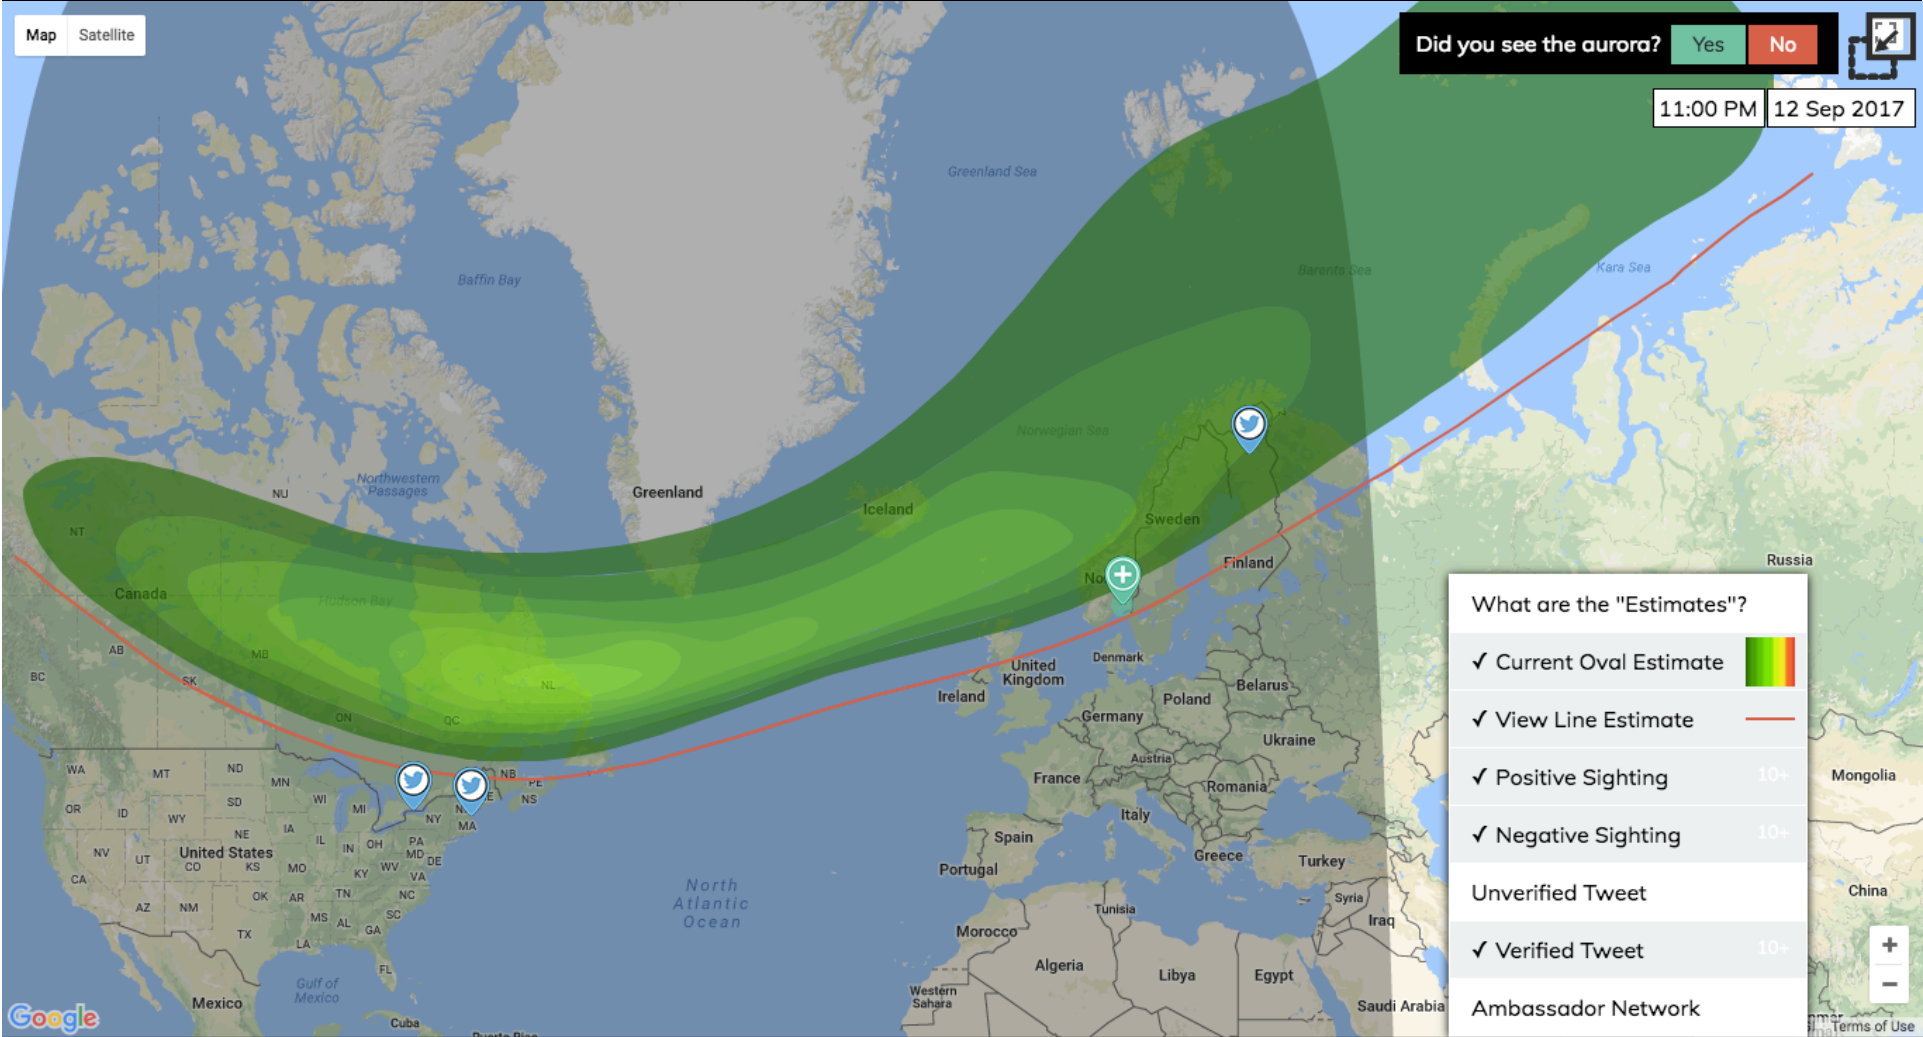 Map Satellite
Did you see the aurora? Yes No
11:00 PM 12 Sep 2017
Greenland Sea
Baffin Bay
Barents Sea
Kara Sea
Norwegian Sea
Northwestern
Passages
NU
Greenland
Iceland
Sweden
NT
Finland
Russia
Canada
Hudson Bay
AB
MB
SK
BC
NL
ON
QC
United
Kingdom
Ireland
Denmark
Belarus
Poland
Germany
Ukraine
Austria
France
Romania
Italy
Spain
Portugal
Greece
Turkey
Mongolia
China
WA
MT
ND
MN
NB
PE
NS
OR
ID
SD
WI
MI
WY
NY
MA
IA
NE
IL
IN
OH
PA
MD
DE
NV
UT
United States
CO
KS
MO
KY
WV
VA
CA
AZ
NM
OK
AR
TN
NC
MS
AL
SC
GA
TX
LA
FL
North
Atlantic
Ocean
Tunisia
Syria
Iraq
Morocco
Algeria
Libya
Egypt
Western
Sahara
Saudi Arabia
Gulf of
Mexico
Mexico
Cuba
What are the "Estimates"?
✓ Current Oval Estimate
✓ View Line Estimate
✓ Positive Sighting 10+
✓ Negative Sighting 10+
Unverified Tweet
✓ Verified Tweet 10+
Ambassador Network
+
−
Google
Terms of Use